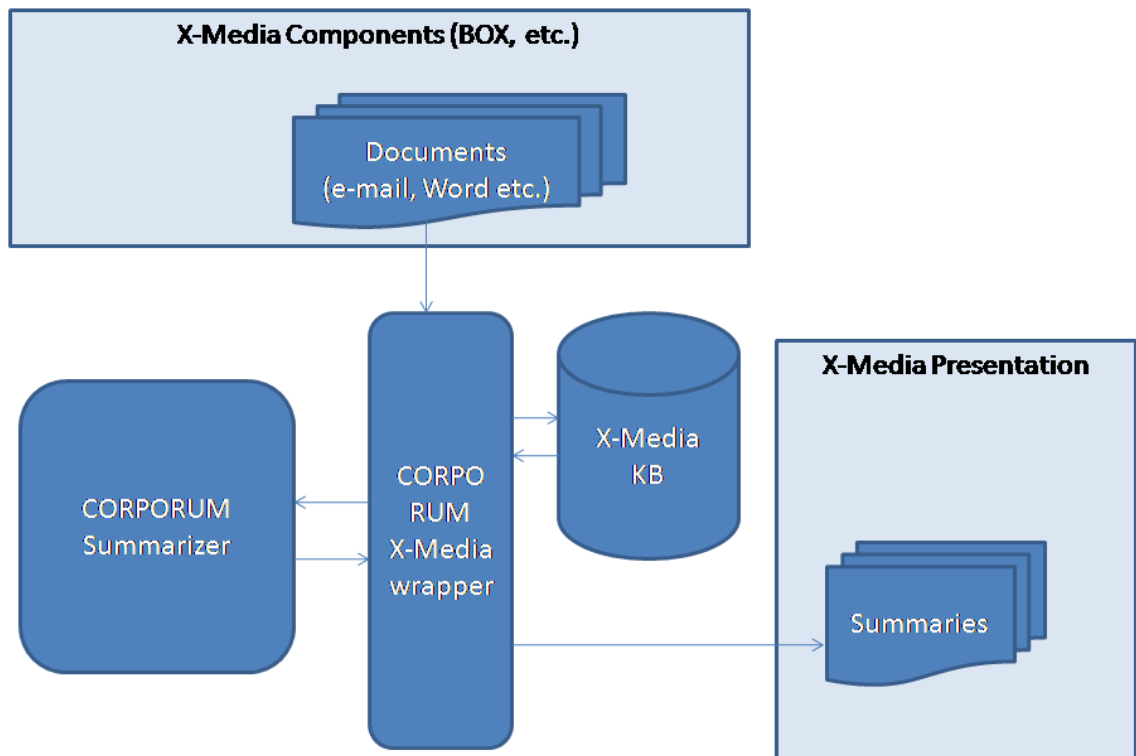 X-Media Components (BOX, etc.)
Documents
(e-mail, Word etc.)
CORPORUM
Summarizer
CORPO
RUM
X-Media
wrapper
X-Media
KB
X-Media Presentation
Summaries